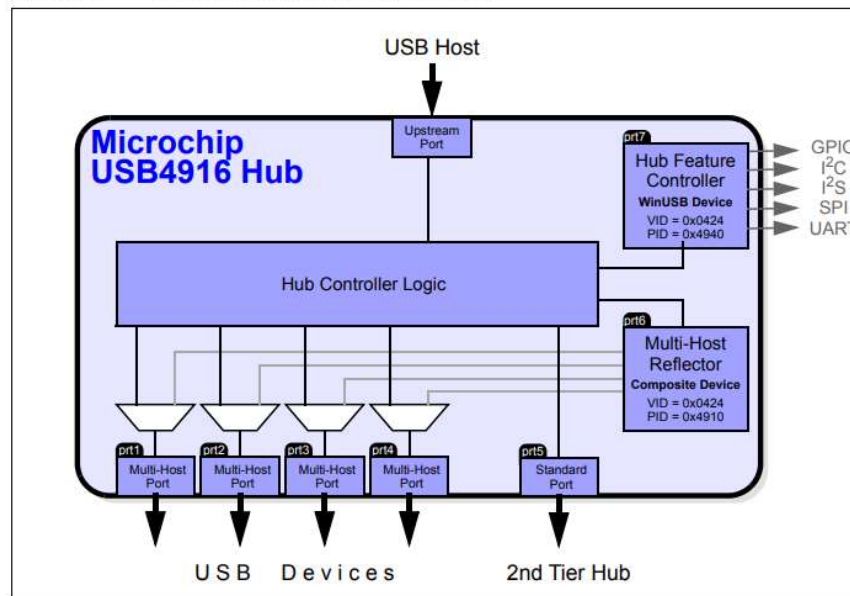 USB Host
Microchip
USB4916 Hub
Upstream
Port
prt7
Hub Feature
Controller
WinUSB Device
VID = 0x0424
PID = 0x4940
GPIO
I²C
I²S
SPI
UART
Hub Controller Logic
prt6
Multi-Host
Reflector
Composite Device
VID = 0x0424
PID = 0x4910
prt1
Multi-Host
Port
prt2
Multi-Host
Port
prt3
Multi-Host
Port
prt4
Multi-Host
Port
prt5
Standard
Port
USB Devices
2nd Tier Hub